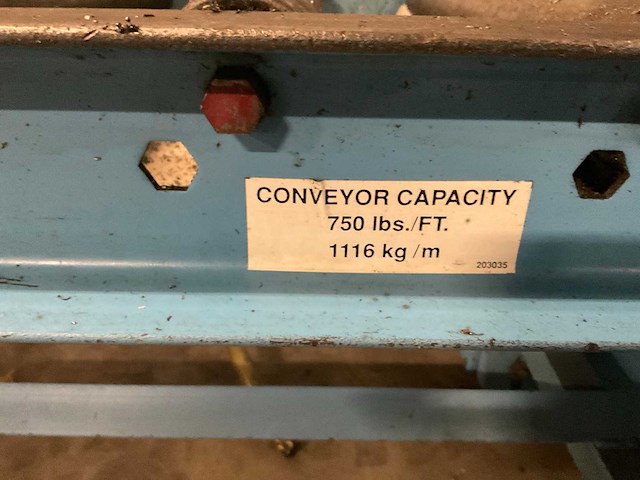 CONVEYOR CAPACITY
750 lbs./FT.
1116 kg/m
203035